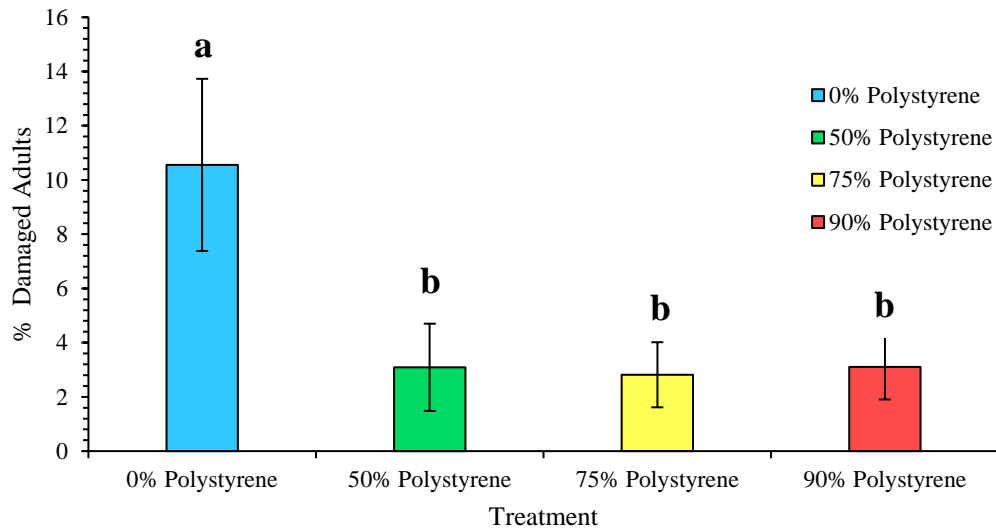 16
14
12
10
8
6
4
2
0
% Damaged Adults
a
b
b
b
0% Polystyrene
50% Polystyrene
75% Polystyrene
90% Polystyrene
0% Polystyrene
50% Polystyrene
75% Polystyrene
90% Polystyrene
Treatment